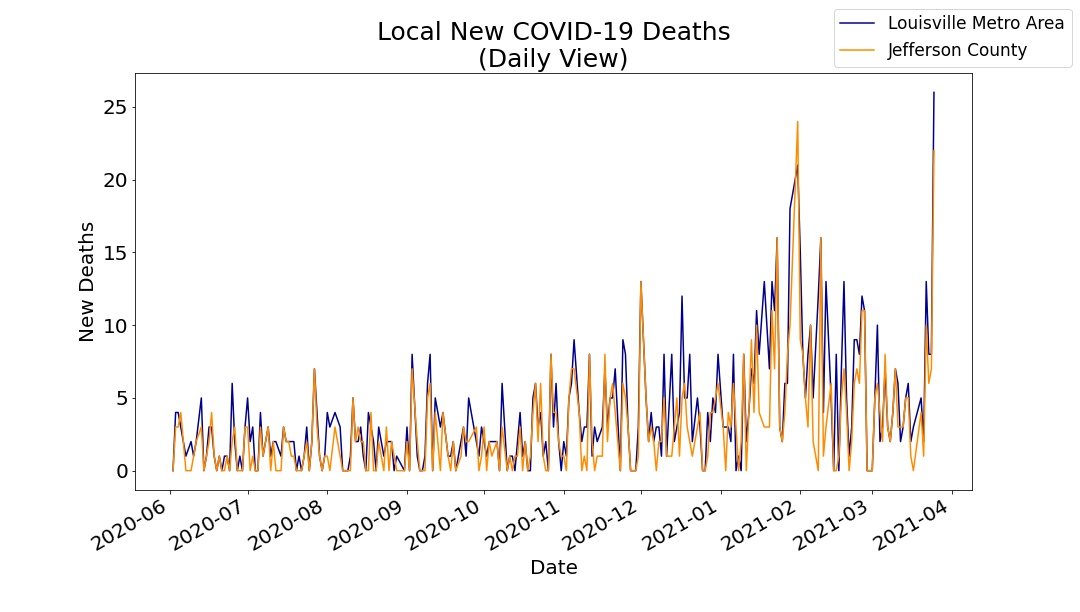 Local New COVID-19 Deaths
(Daily View)
Louisville Metro Area
Jefferson County
New Deaths
25
20
15
10
5
0
2020-06
2020-07
2020-08
2020-09
2020-10
2020-11
2020-12
2021-01
2021-02
2021-03
2021-04
Date